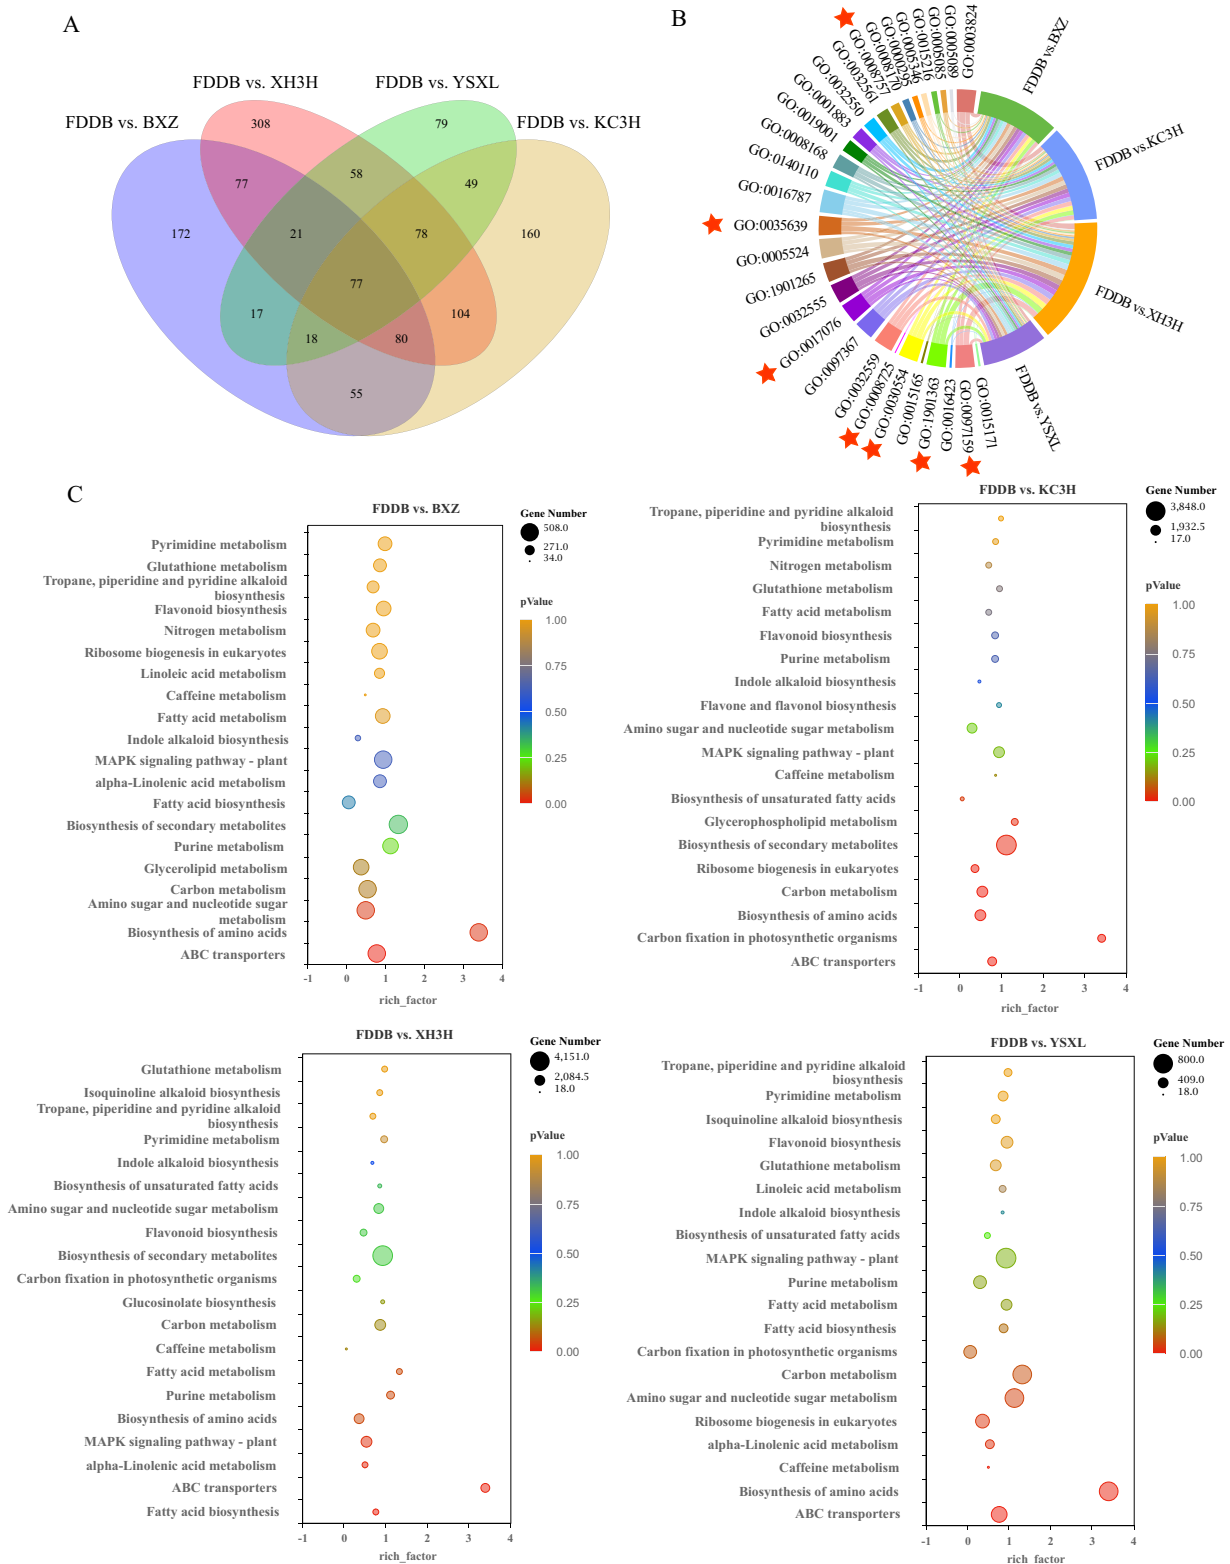 A
FDDB vs. XH3H
FDDB vs. YSXL
FDDB vs. BXZ
FDDB vs. KC3H
308
79
77
58
49
172
21
78
160
77
17
18
80
104
55
B
GO:0003824
GO:0005089
GO:0005085
GO:0015216
GO:0005346
GO:0000295
GO:0008170
GO:0008757
GO:0032561
GO:0032550
GO:0001883
GO:0019001
GO:0008168
GO:0140110
GO:0016787
GO:0035639
GO:0005524
GO:1901265
GO:0032555
GO:0017076
GO:0097367
GO:0032559
GO:0008725
GO:0030554
GO:0015165
GO:1901363
GO:0016423
GO:0097159
GO:0015171
FDDB vs.BXZ
FDDB vs.KC3H
FDDB vs.XH3H
FDDB vs.YSXL
C
FDDB vs. BXZ
Pyrimidine metabolism
Glutathione metabolism
Tropane, piperidine and pyridine alkaloid
biosynthesis
Flavonoid biosynthesis
Nitrogen metabolism
Ribosome biogenesis in eukaryotes
Linoleic acid metabolism
Caffeine metabolism
Fatty acid metabolism
Indole alkaloid biosynthesis
MAPK signaling pathway - plant
alpha-Linolenic acid metabolism
Fatty acid biosynthesis
Biosynthesis of secondary metabolites
Purine metabolism
Glycerolipid metabolism
Carbon metabolism
Amino sugar and nucleotide sugar
metabolism
Biosynthesis of amino acids
ABC transporters
-1 0 1 2 3 4
rich_factor
Gene Number
508.0
271.0
34.0
pValue
1.00
0.75
0.50
0.25
0.00
FDDB vs. KC3H
Tropane, piperidine and pyridine alkaloid
biosynthesis
Pyrimidine metabolism
Nitrogen metabolism
Glutathione metabolism
Fatty acid metabolism
Flavonoid biosynthesis
Purine metabolism
Indole alkaloid biosynthesis
Flavone and flavonol biosynthesis
Amino sugar and nucleotide sugar metabolism
MAPK signaling pathway - plant
Caffeine metabolism
Biosynthesis of unsaturated fatty acids
Glycerophospholipid metabolism
Biosynthesis of secondary metabolites
Ribosome biogenesis in eukaryotes
Carbon metabolism
Biosynthesis of amino acids
Carbon fixation in photosynthetic organisms
ABC transporters
-1 0 1 2 3 4
rich_factor
Gene Number
3,848.0
1,932.5
17.0
pValue
1.00
0.75
0.50
0.25
0.00
FDDB vs. XH3H
Glutathione metabolism
Isoquinoline alkaloid biosynthesis
Tropane, piperidine and pyridine alkaloid
biosynthesis
Pyrimidine metabolism
Indole alkaloid biosynthesis
Biosynthesis of unsaturated fatty acids
Amino sugar and nucleotide sugar metabolism
Flavonoid biosynthesis
Biosynthesis of secondary metabolites
Carbon fixation in photosynthetic organisms
Glucosinolate biosynthesis
Carbon metabolism
Caffeine metabolism
Fatty acid metabolism
Purine metabolism
Biosynthesis of amino acids
MAPK signaling pathway - plant
alpha-Linolenic acid metabolism
ABC transporters
Fatty acid biosynthesis
-1 0 1 2 3 4
rich_factor
Gene Number
4,151.0
2,084.5
18.0
pValue
1.00
0.75
0.50
0.25
0.00
FDDB vs. YSXL
Tropane, piperidine and pyridine alkaloid
biosynthesis
Pyrimidine metabolism
Isoquinoline alkaloid biosynthesis
Flavonoid biosynthesis
Glutathione metabolism
Linoleic acid metabolism
Indole alkaloid biosynthesis
Biosynthesis of unsaturated fatty acids
MAPK signaling pathway - plant
Purine metabolism
Fatty acid metabolism
Fatty acid biosynthesis
Carbon fixation in photosynthetic organisms
Carbon metabolism
Amino sugar and nucleotide sugar metabolism
Ribosome biogenesis in eukaryotes
alpha-Linolenic acid metabolism
Caffeine metabolism
Biosynthesis of amino acids
ABC transporters
-1 0 1 2 3 4
rich_factor
Gene Number
800.0
409.0
18.0
pValue
1.00
0.75
0.50
0.25
0.00